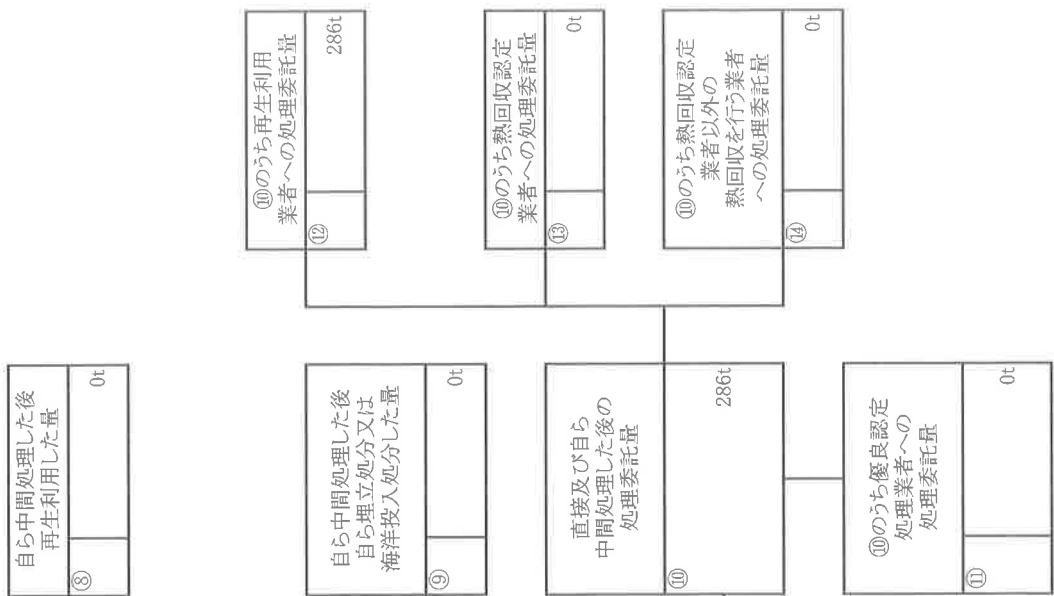 自ら中間処理した後
再生利用した量
⑧
0t
自ら中間処理した後
自ら埋立処分又は
海洋投入処分した量
⑨
0t
直接及び自ら
中間処理した後の
処理委託量
⑩
286t
⑩のうち優良認定
処理業者への
処理委託量
⑪
0t
⑩のうち再生利用
業者への処理委託量
⑫
286t
⑩のうち熱回収認定
業者への処理委託量
⑬
0t
⑩のうち熱回収認定
業者以外の
熱回収を行う業者
への処理委託量
⑭
0t